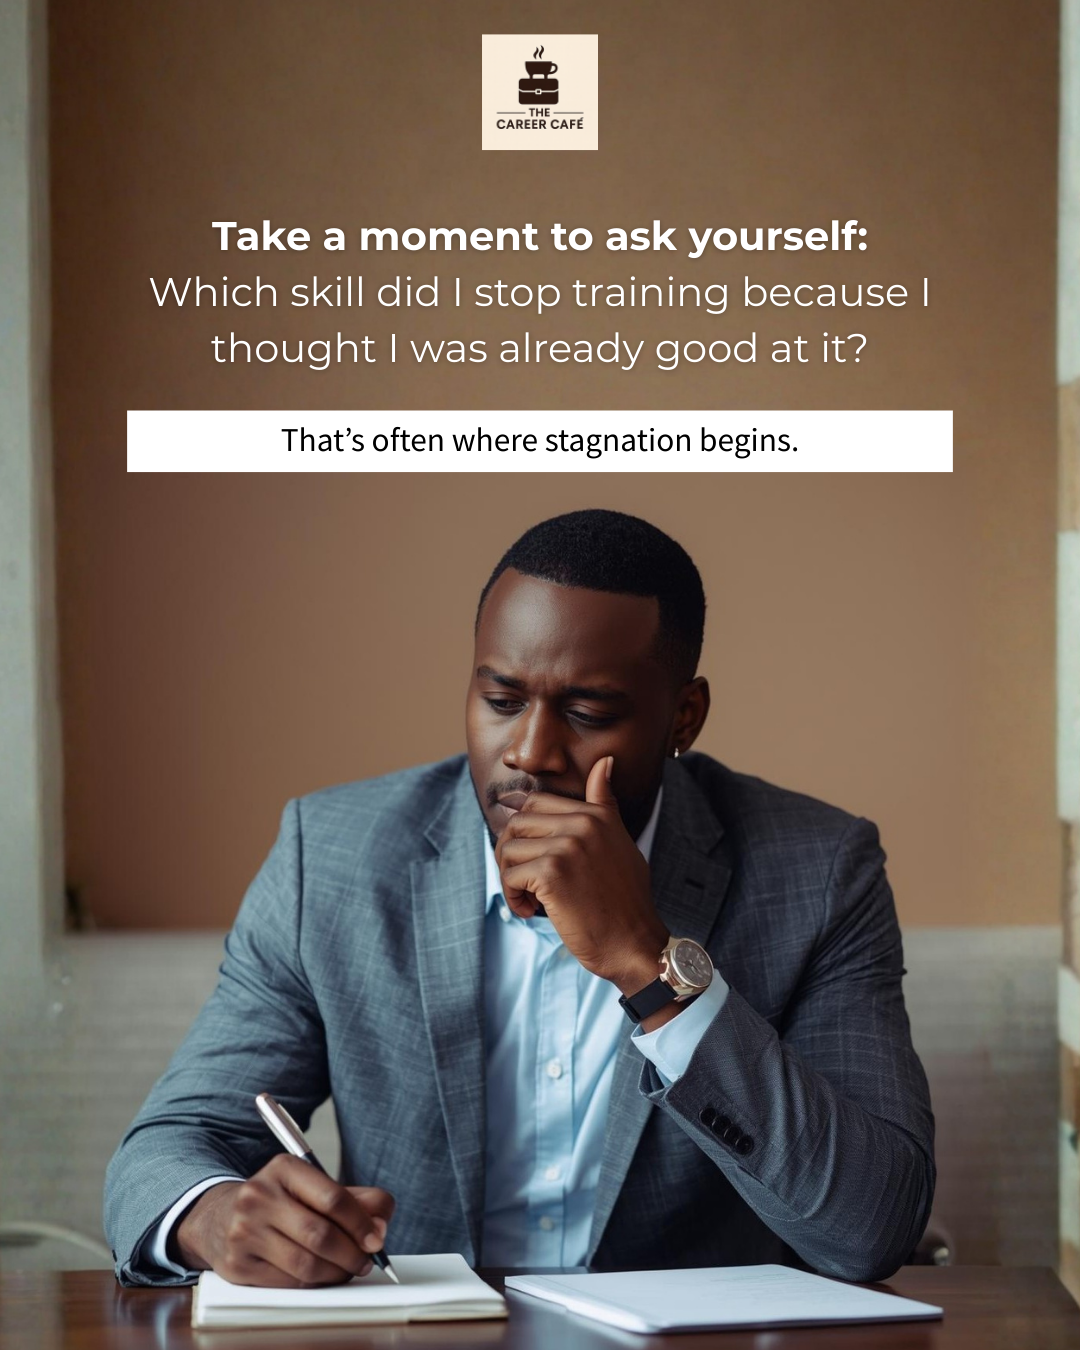 THE
CAREER CAFÉ
Take a moment to ask yourself:
Which skill did I stop training because I
thought I was already good at it?
That’s often where stagnation begins.